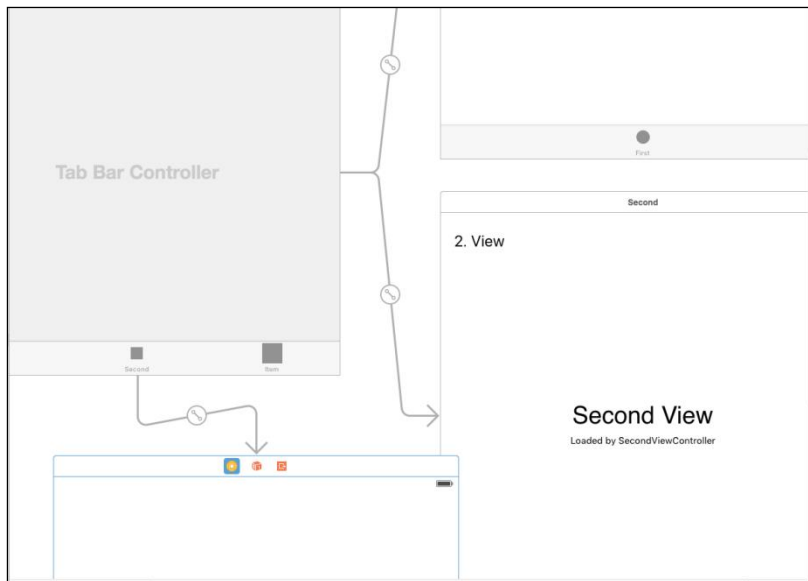 First
Tab Bar Controller
Second
2. View
Second
Item
Second View
Loaded by SecondViewController